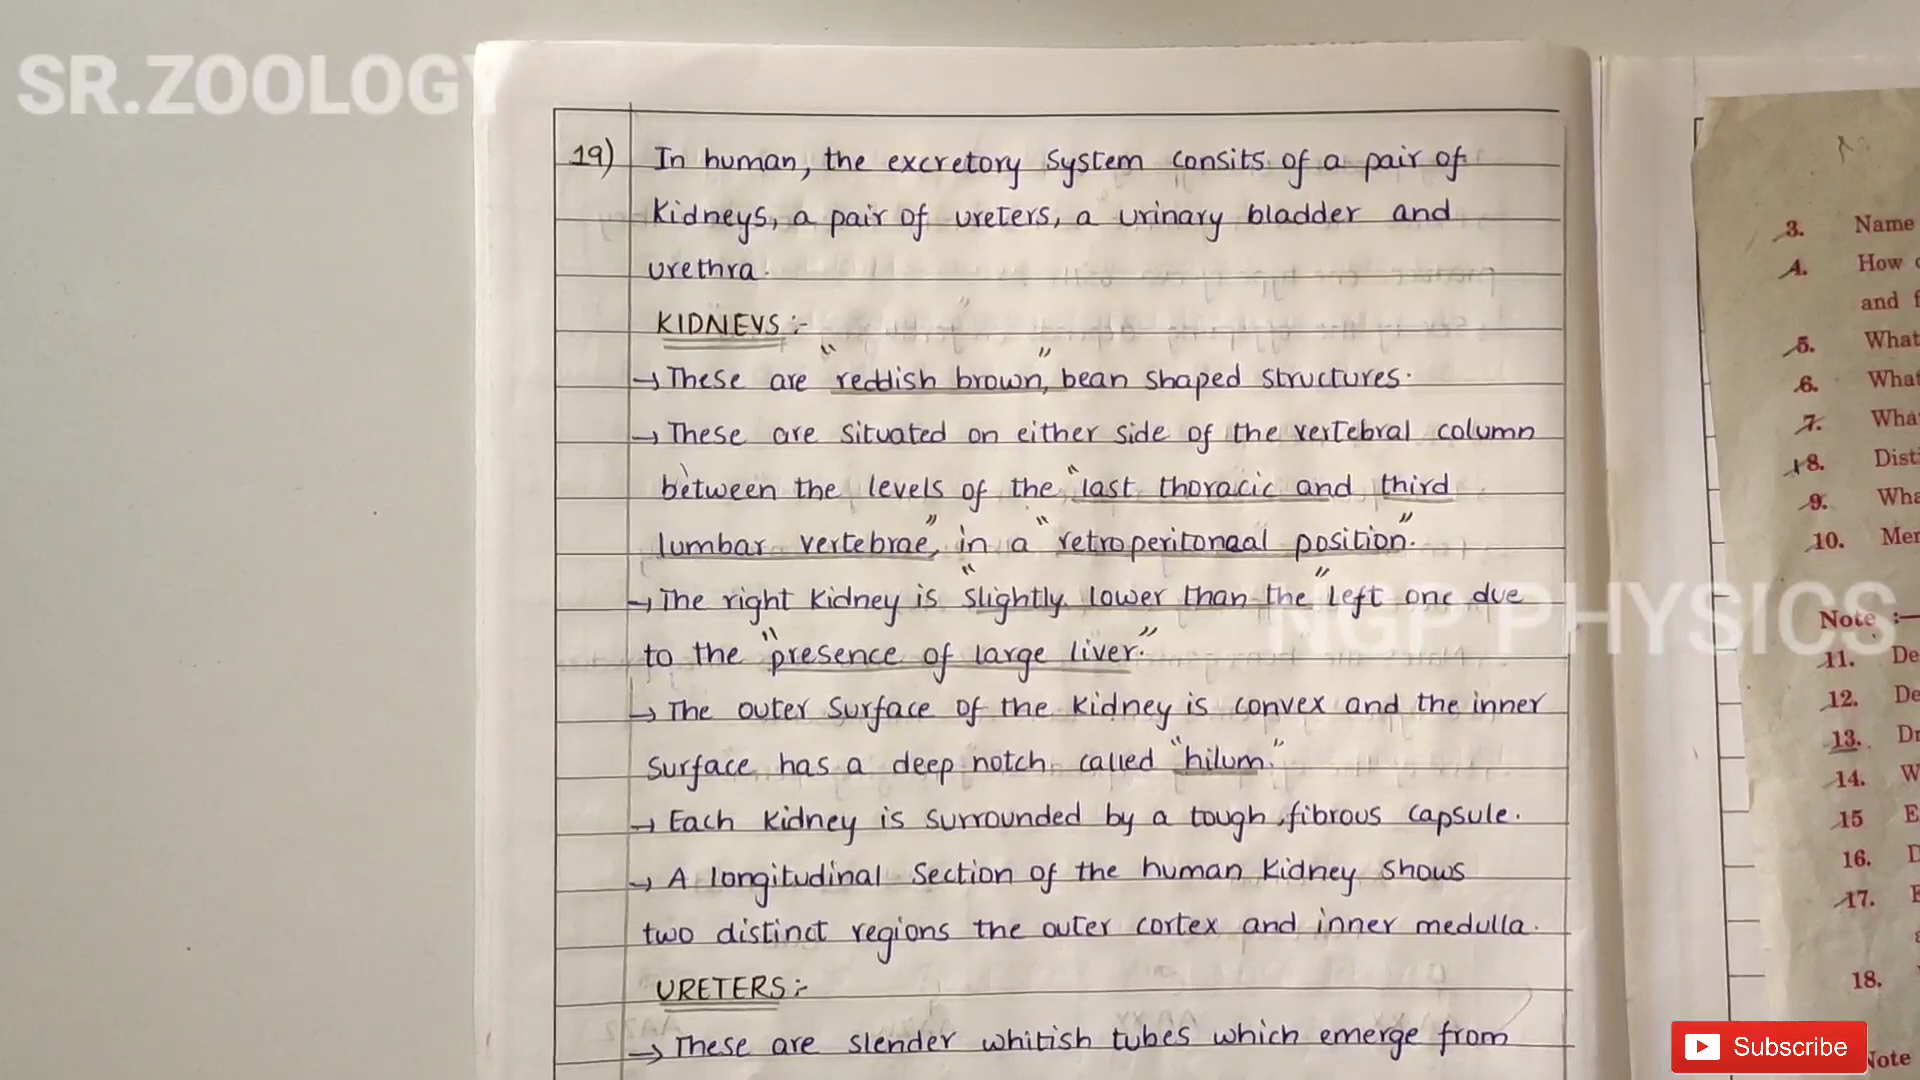 SR.ZOOLOGY
19) In human, the excretory system consits of a pair of
kidneys, a pair of ureters, a urinary bladder and
urethra.
KIDNEYS :-
→ These are "reddish brown", bean shaped structures.
→ These are situated on either side of the vertebral column
between the levels of the "last thoracic and third
lumbar vertebrae", in a "retroperitonaal position".
→ The right kidney is "slightly lower than the" left one due
to the "presence of large liver."
→ The outer surface of the kidney is convex and the inner
surface has a deep notch called "hilum."
→ Each kidney is surrounded by a tough, fibrous capsule.
→ A longitudinal section of the human kidney shows
two distinct regions the outer cortex and inner medulla.
URETERS :-
→ These are slender whitish tubes which emerge from
3. Name
4. How
and f
5. What
6. What
7. Wha
8. Dist
9. Wha
10. Men
NGP PHYSICS
Note :—
11. De
12. De
13. Dr
14. W
15 E
16. D
17. E
18.
Note
Subscribe